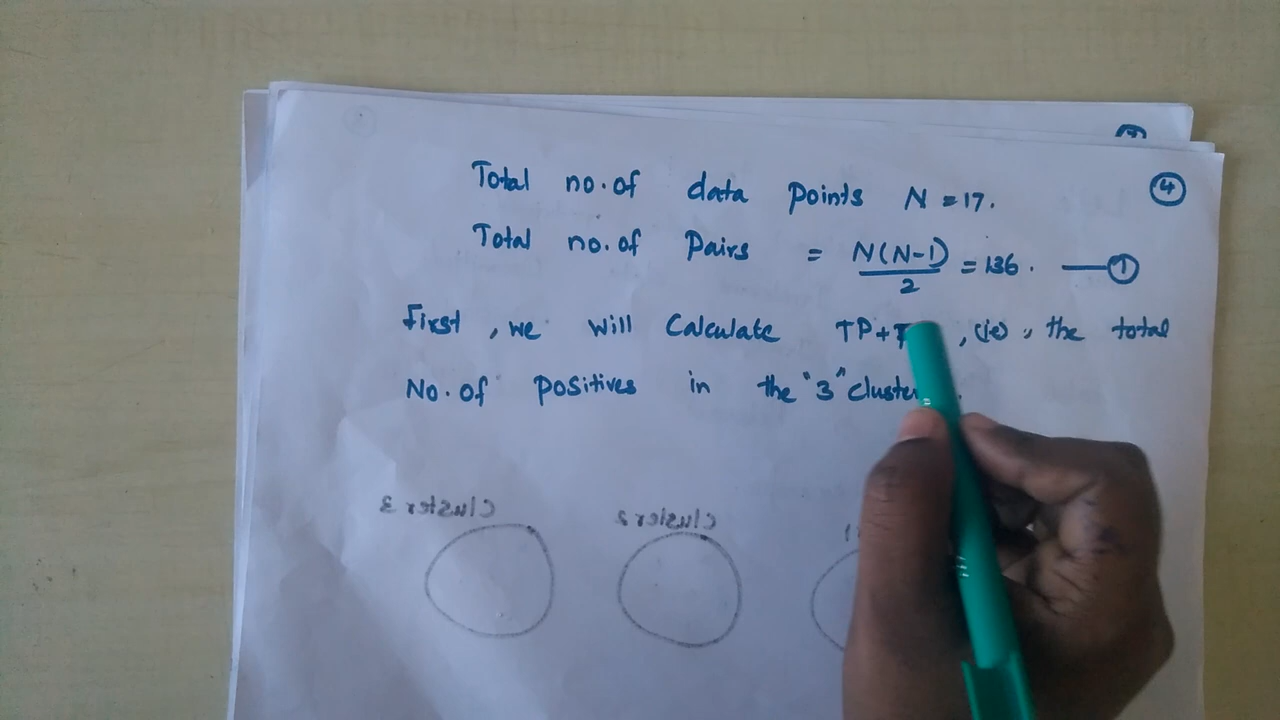 4
Total no. of data points N = 17.
Total no. of Pairs = N(N-1)/2 = 136. — 1
First, we will Calculate TP+ , (ie), the total
No. of positives in the "3" cluster .
Cluster 3 Cluster 2